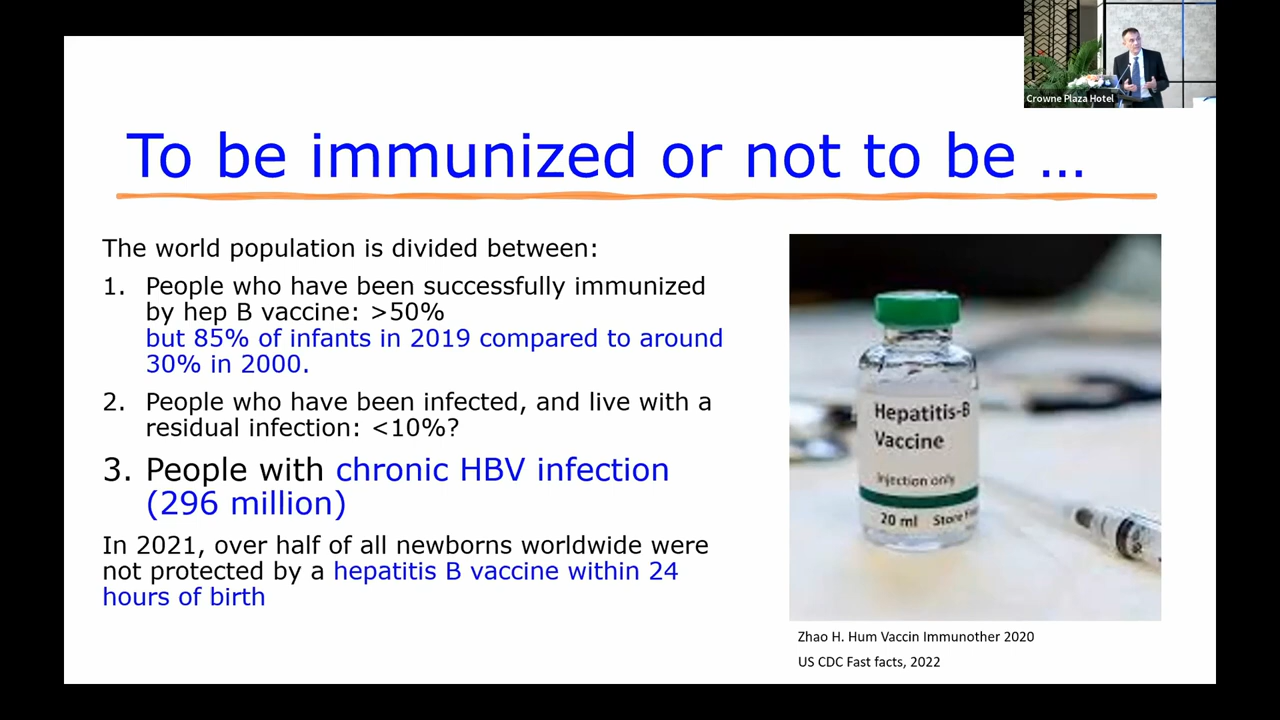 Crowne Plaza Hotel
To be immunized or not to be ...
The world population is divided between:
1. People who have been successfully immunized
by hep B vaccine: >50%
but 85% of infants in 2019 compared to around
30% in 2000.
2. People who have been infected, and live with a
residual infection: <10%?
3. People with chronic HBV infection
(296 million)
In 2021, over half of all newborns worldwide were
not protected by a hepatitis B vaccine within 24
hours of birth
Hepatitis-B
Vaccine
Injection only
20 ml Store
Zhao H. Hum Vaccin Immunother 2020
US CDC Fast facts, 2022